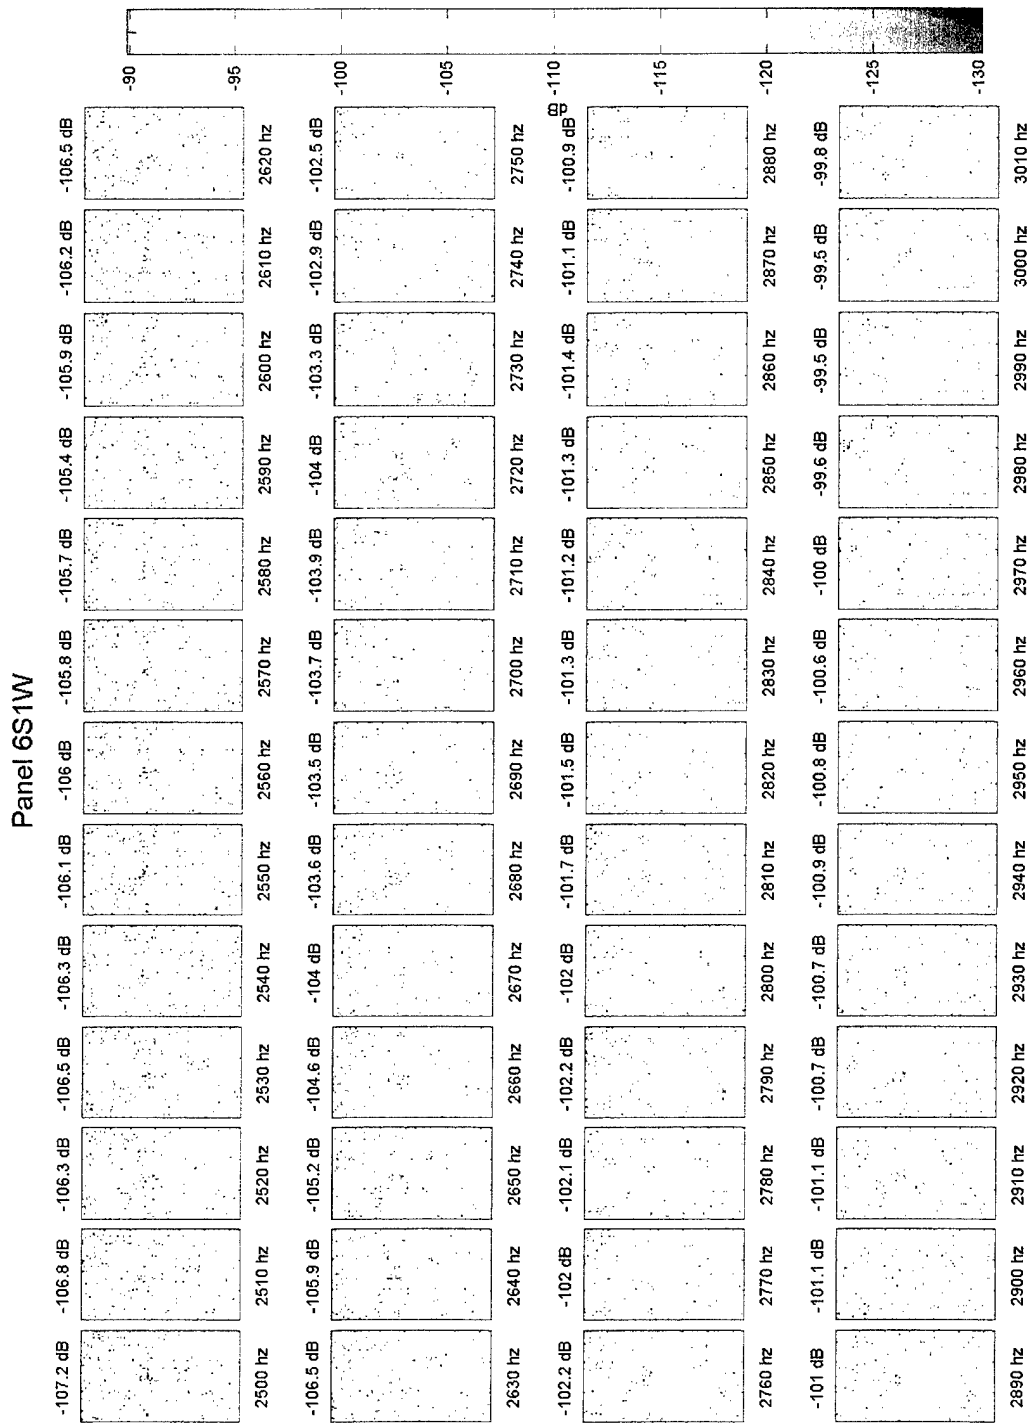 Panel 6S1W
-107.2 dB -106.8 dB -106.3 dB -106.5 dB -106.3 dB -106.1 dB -106 dB -105.8 dB -105.7 dB -105.4 dB -105.9 dB -106.2 dB -106.5 dB
2500 hz 2510 hz 2520 hz 2530 hz 2540 hz 2550 hz 2560 hz 2570 hz 2580 hz 2590 hz 2600 hz 2610 hz 2620 hz
-106.5 dB -105.9 dB -105.2 dB -104.6 dB -104 dB -103.6 dB -103.5 dB -103.7 dB -103.9 dB -104 dB -103.3 dB -102.9 dB -102.5 dB
2630 hz 2640 hz 2650 hz 2660 hz 2670 hz 2680 hz 2690 hz 2700 hz 2710 hz 2720 hz 2730 hz 2740 hz 2750 hz
-102.2 dB -102 dB -102.1 dB -102.2 dB -102 dB -101.7 dB -101.5 dB -101.3 dB -101.2 dB -101.3 dB -101.4 dB -101.1 dB -100.9 dB
2760 hz 2770 hz 2780 hz 2790 hz 2800 hz 2810 hz 2820 hz 2830 hz 2840 hz 2850 hz 2860 hz 2870 hz 2880 hz
-101 dB -101.1 dB -101.1 dB -100.7 dB -100.7 dB -100.9 dB -100.8 dB -100.6 dB -100 dB -99.6 dB -99.5 dB -99.5 dB -99.8 dB
2890 hz 2900 hz 2910 hz 2920 hz 2930 hz 2940 hz 2950 hz 2960 hz 2970 hz 2980 hz 2990 hz 3000 hz 3010 hz
-90
-95
-100
-105
-110
dB
-115
-120
-125
-130